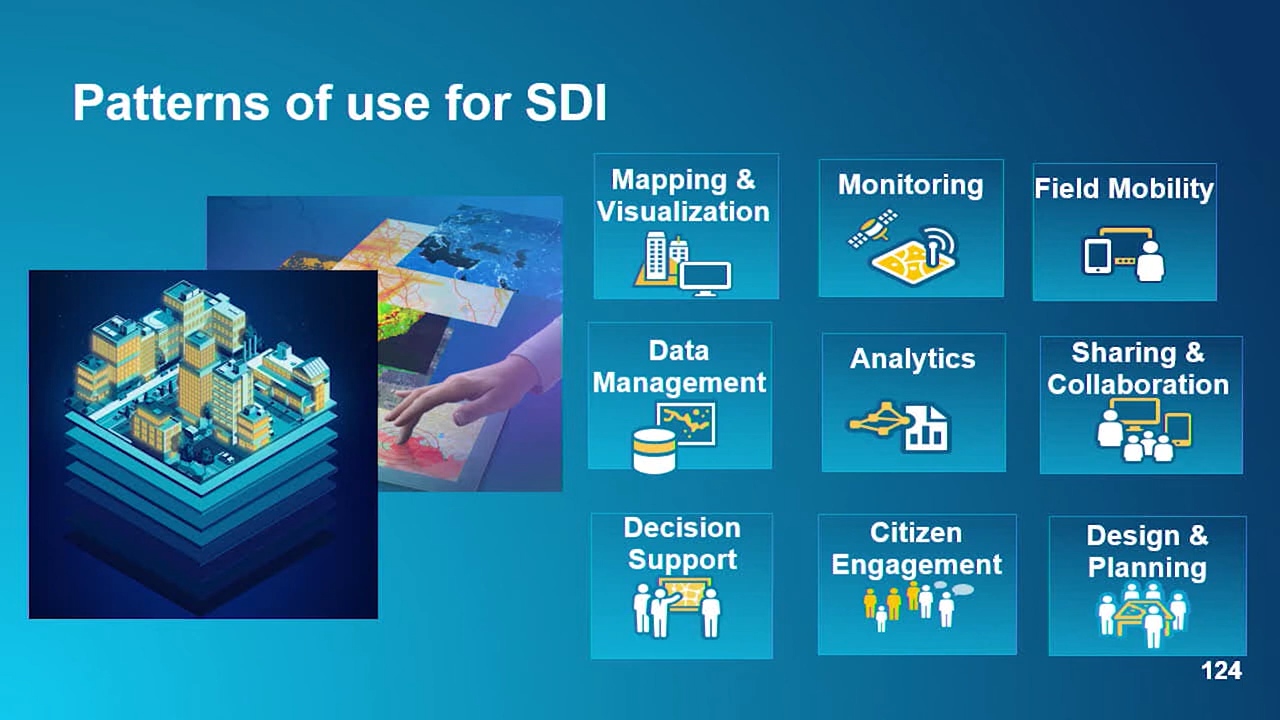 Patterns of use for SDI
Mapping &
Visualization
Monitoring
Field Mobility
Data
Management
Analytics
Sharing &
Collaboration
Decision
Support
Citizen
Engagement
Design &
Planning
124